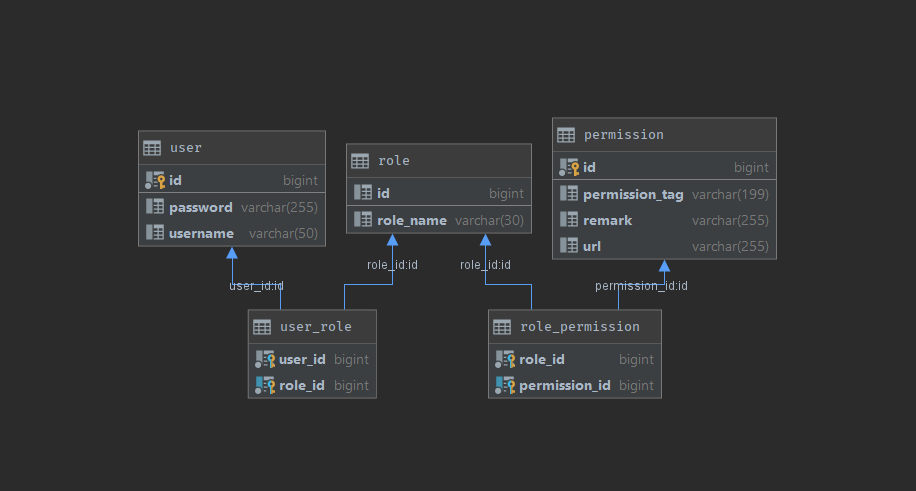 user
id bigint
password varchar(255)
username varchar(50)
role
id bigint
role_name varchar(30)
permission
id bigint
permission_tag varchar(199)
remark varchar(255)
url varchar(255)
user_id:id
role_id:id
role_id:id
permission_id:id
user_role
user_id bigint
role_id bigint
role_permission
role_id bigint
permission_id bigint